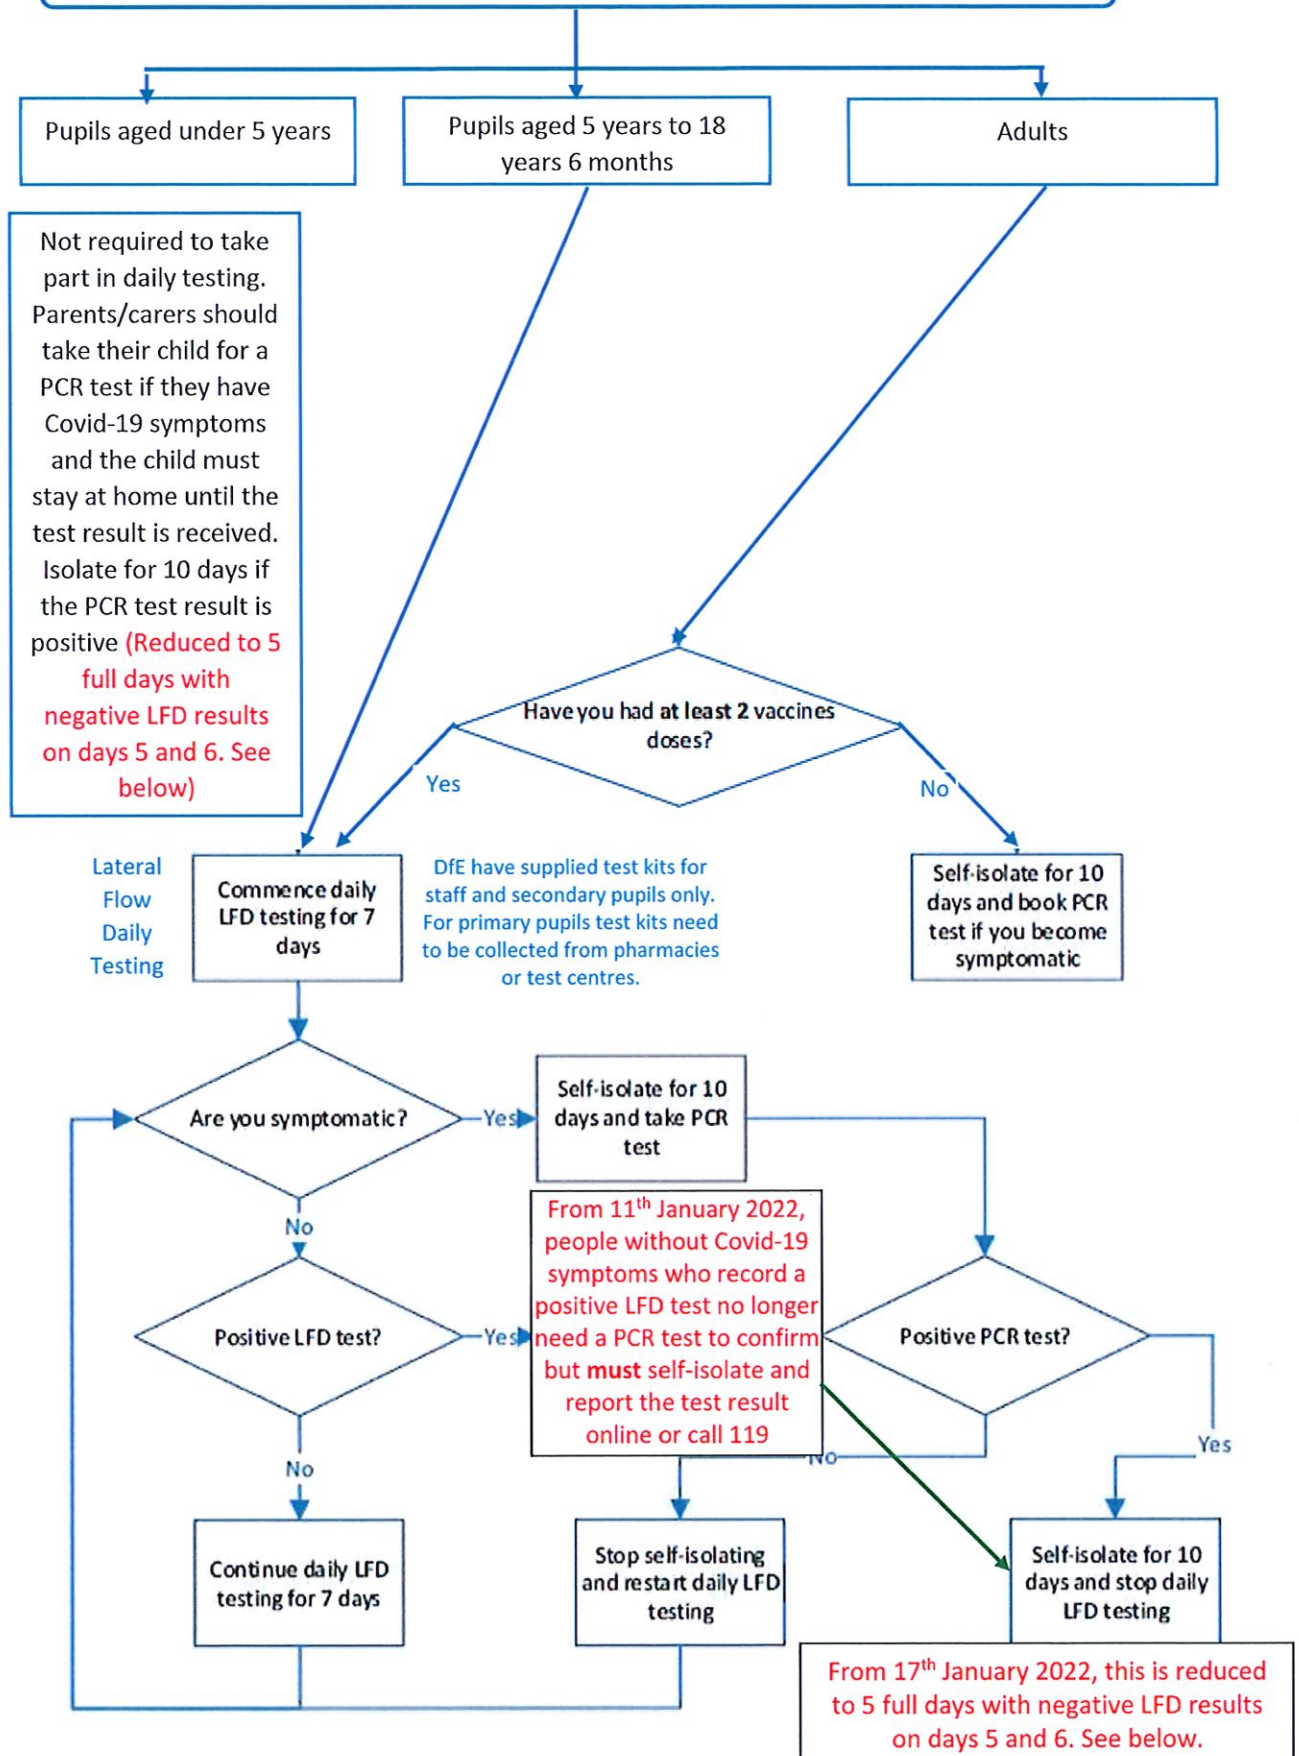 Pupils aged under 5 years
Pupils aged 5 years to 18
years 6 months
Adults
Not required to take
part in daily testing.
Parents/carers should
take their child for a
PCR test if they have
Covid-19 symptoms
and the child must
stay at home until the
test result is received.
Isolate for 10 days if
the PCR test result is
positive (Reduced to 5
full days with
negative LFD results
on days 5 and 6. See
below)
Have you had at least 2 vaccines
doses?
Yes
No
Lateral
Flow
Daily
Testing
Commence daily
LFD testing for 7
days
DfE have supplied test kits for
staff and secondary pupils only.
For primary pupils test kits need
to be collected from pharmacies
or test centres.
Self-isolate for 10
days and book PCR
test if you become
symptomatic
Are you symptomatic?
Yes
Self-isolate for 10
days and take PCR
test
No
From 11th January 2022,
people without Covid-19
symptoms who record a
positive LFD test no longer
need a PCR test to confirm
but must self-isolate and
report the test result
online or call 119
Positive LFD test?
Yes
Positive PCR test?
No
No
Yes
Continue daily LFD
testing for 7 days
Stop self-isolating
and restart daily LFD
testing
Self-isolate for 10
days and stop daily
LFD testing
From 17th January 2022, this is reduced
to 5 full days with negative LFD results
on days 5 and 6. See below.